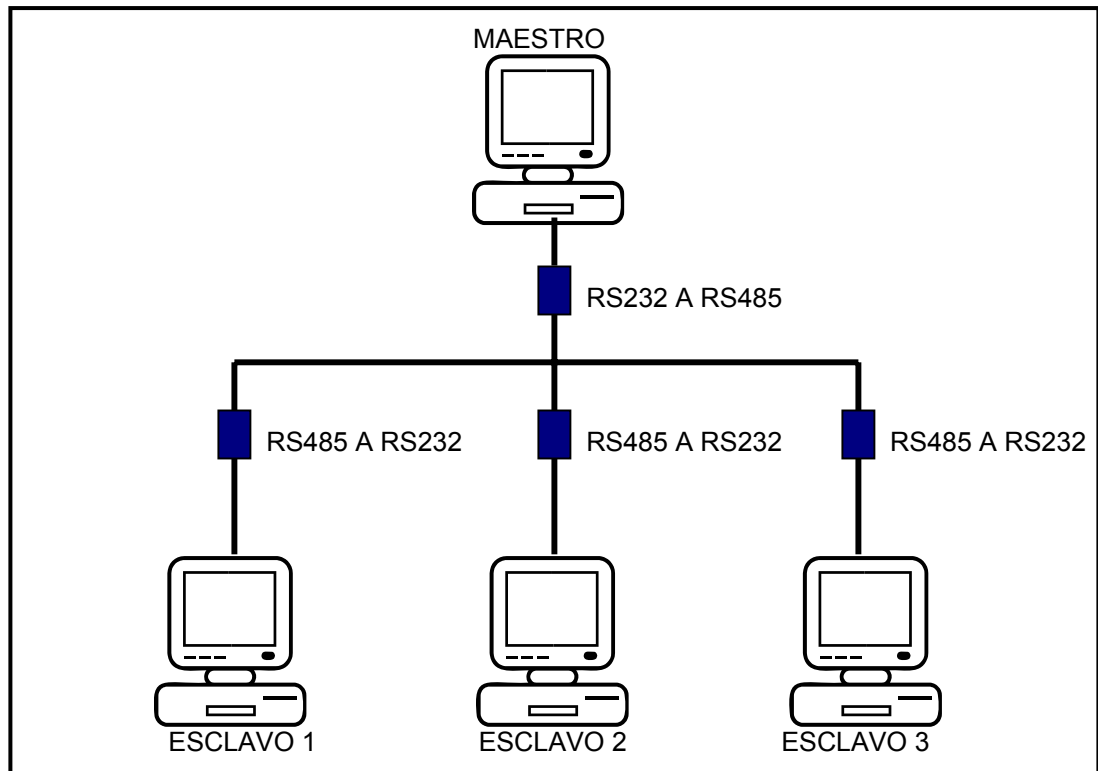 MAESTRO
RS232 A RS485
RS485 A RS232
RS485 A RS232
RS485 A RS232
ESCLAVO 1
ESCLAVO 2
ESCLAVO 3